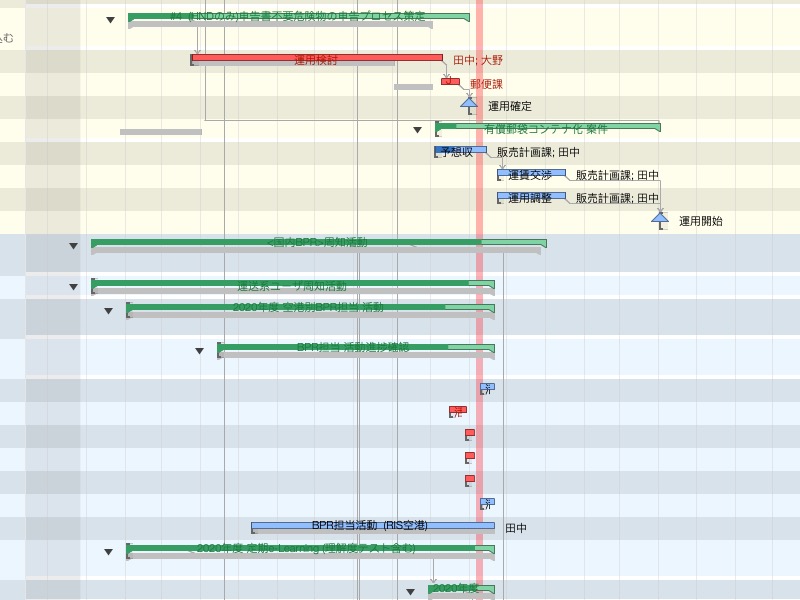 #4 (HNDのみ)申告書不要危険物の申告プロセス策定
込む
運用検討
田中; 大野
郵便課
運用確定
有償郵袋コンテナ化 案件
予想収
販売計画課; 田中
運賃交渉
販売計画課; 田中
運用調整
販売計画課; 田中
運用開始
<国内BPR>周知活動
運送系ユーザ周知活動
2020年度 空港別BPR担当 活動
BPR担当 活動進捗確認
BPR担当活動 (RIS空港)
田中
2020年度 定期e-Learning (理解度テスト含む)
2020年度